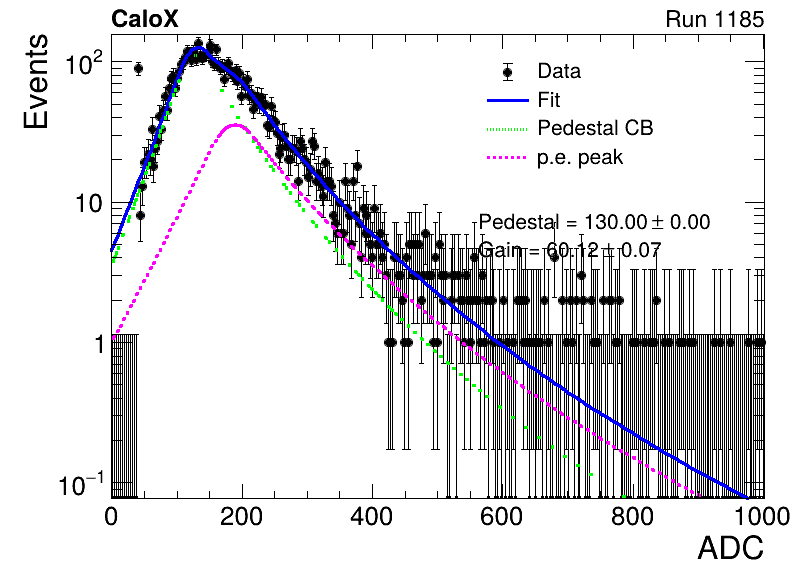 CaloX Run 1185
Events
10²
10
1
10⁻¹
Data
Fit
Pedestal CB
p.e. peak
Pedestal = 130.00 ± 0.00
Gain = 60.12 ± 0.07
0 200 400 600 800 1000
ADC